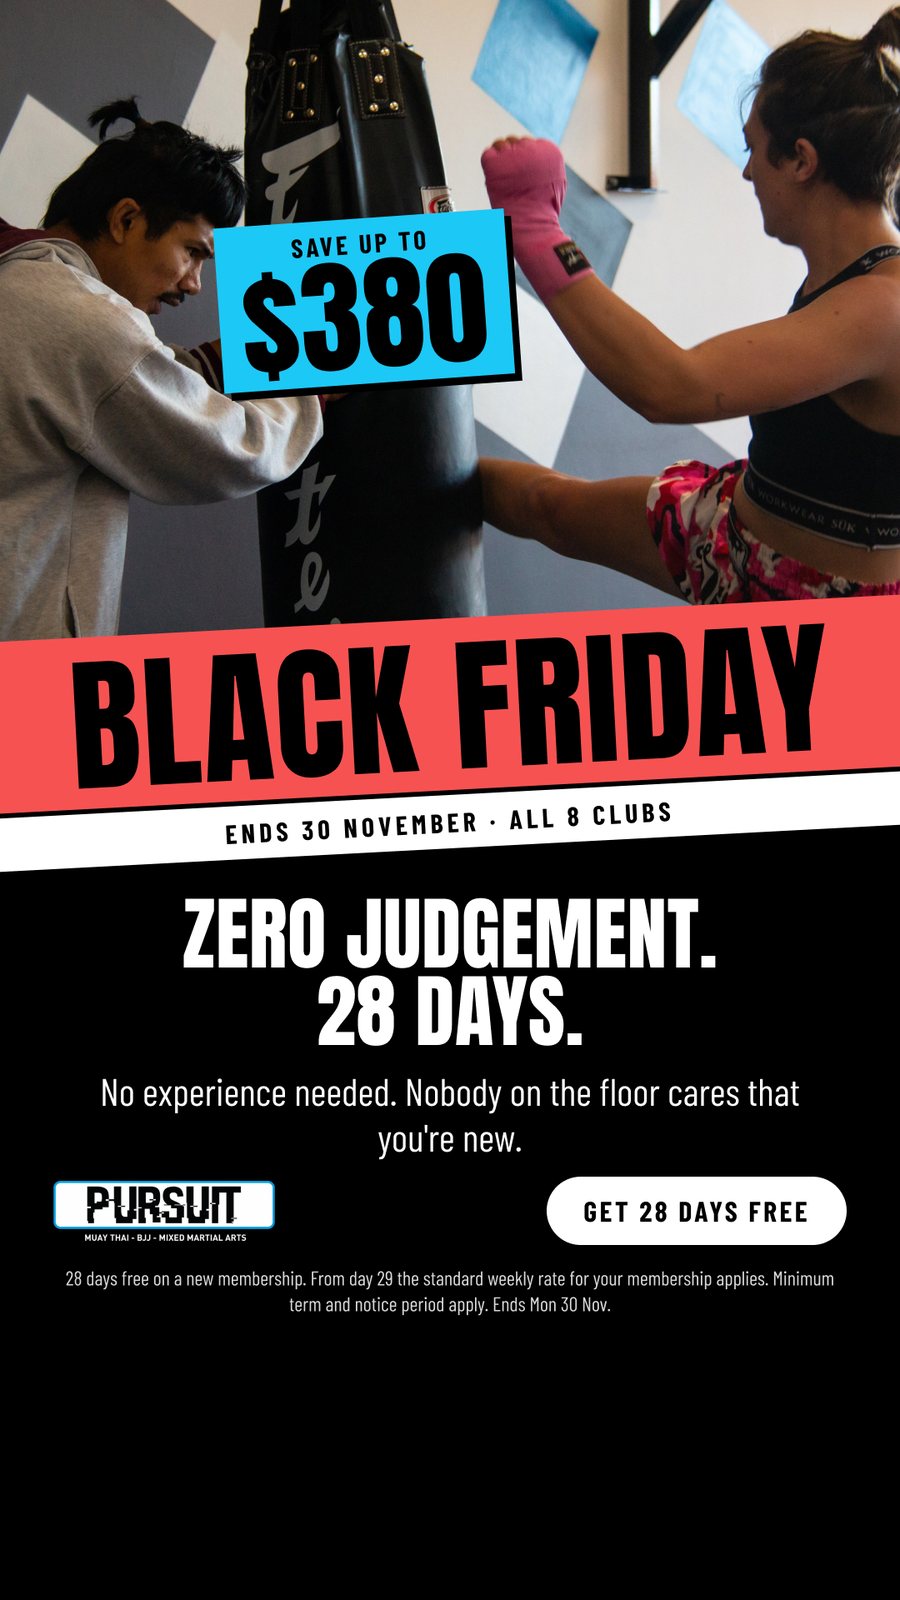 SAVE UP TO
$380
BLACK FRIDAY
ENDS 30 NOVEMBER · ALL 8 CLUBS
ZERO JUDGEMENT.
28 DAYS.
No experience needed. Nobody on the floor cares that
you're new.
PURSUIT
MUAY THAI - BJJ - MIXED MARTIAL ARTS
GET 28 DAYS FREE
28 days free on a new membership. From day 29 the standard weekly rate for your membership applies. Minimum
term and notice period apply. Ends Mon 30 Nov.
WORKWEAR SUK